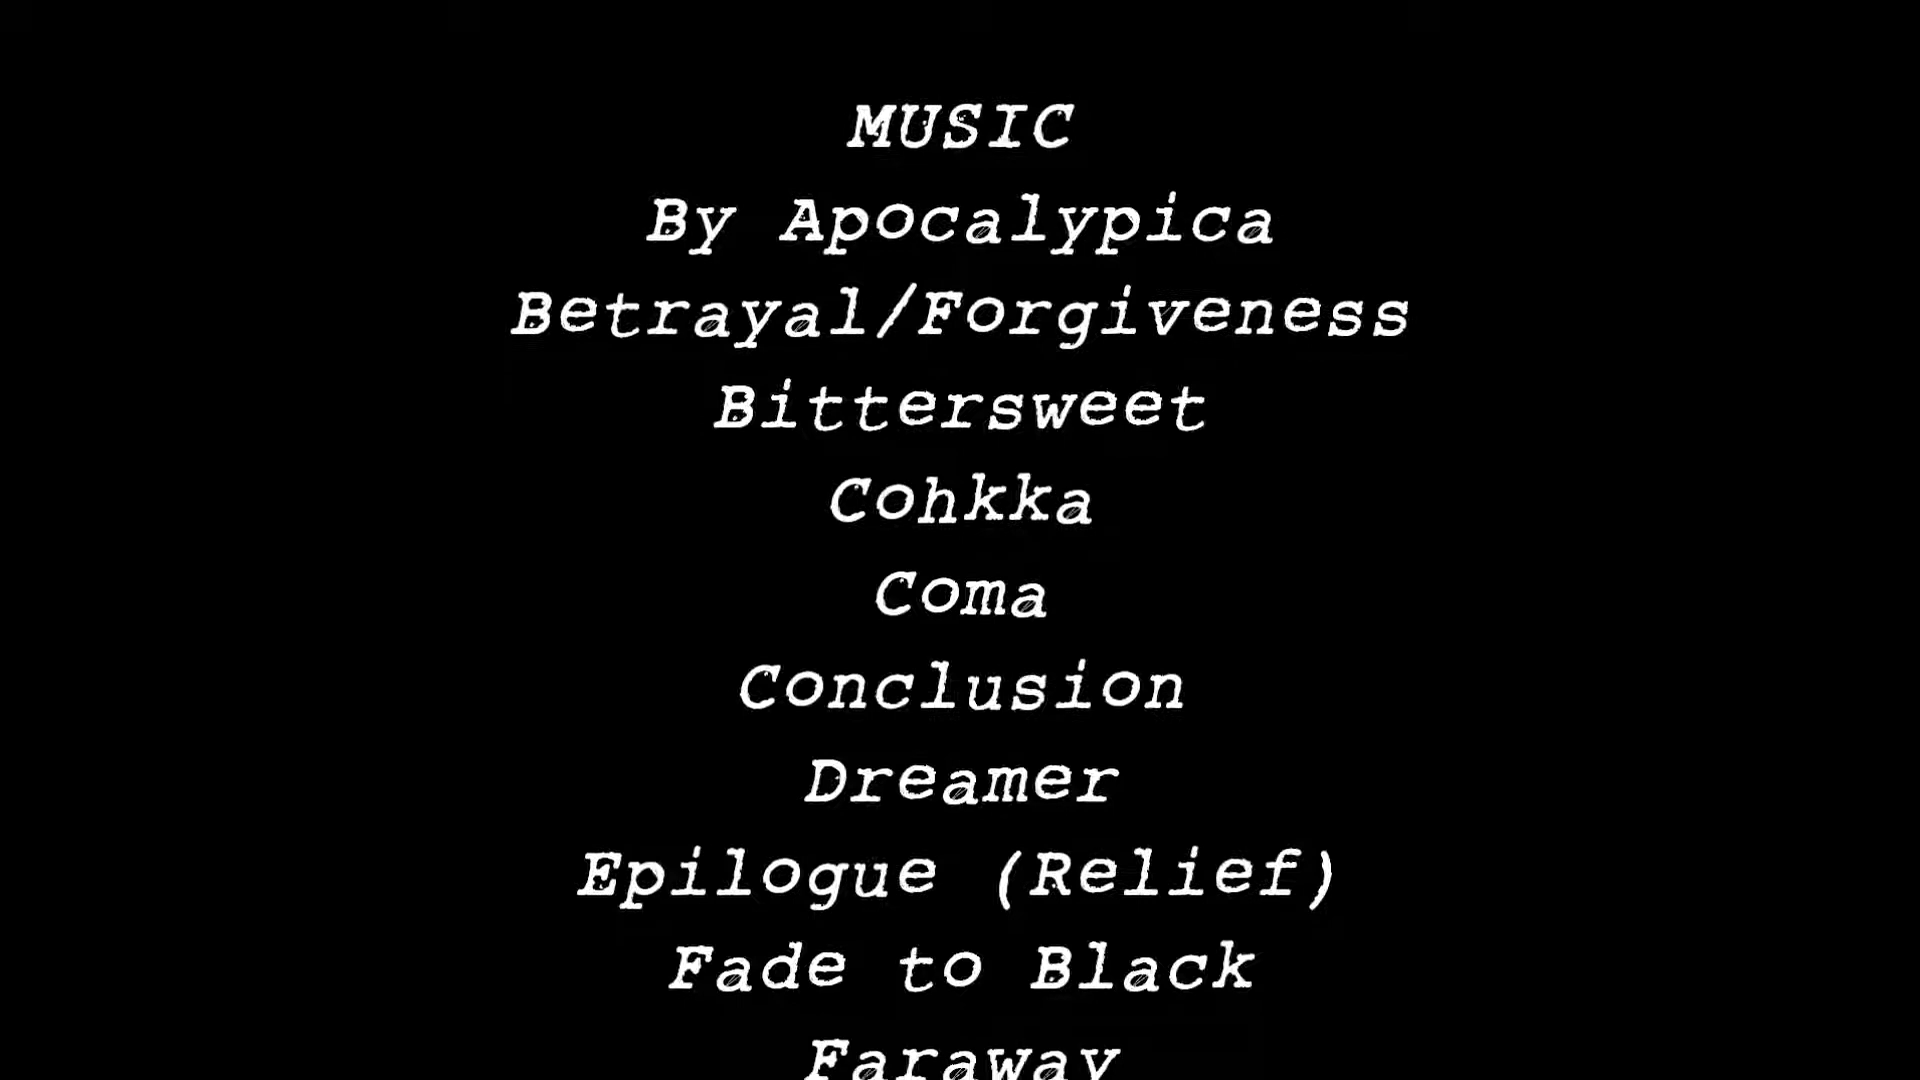 MUSIC
By Apocalypica
Betrayal/Forgiveness
Bittersweet
Cohkka
Coma
Conclusion
Dreamer
Epilogue (Relief)
Fade to Black
Faraway